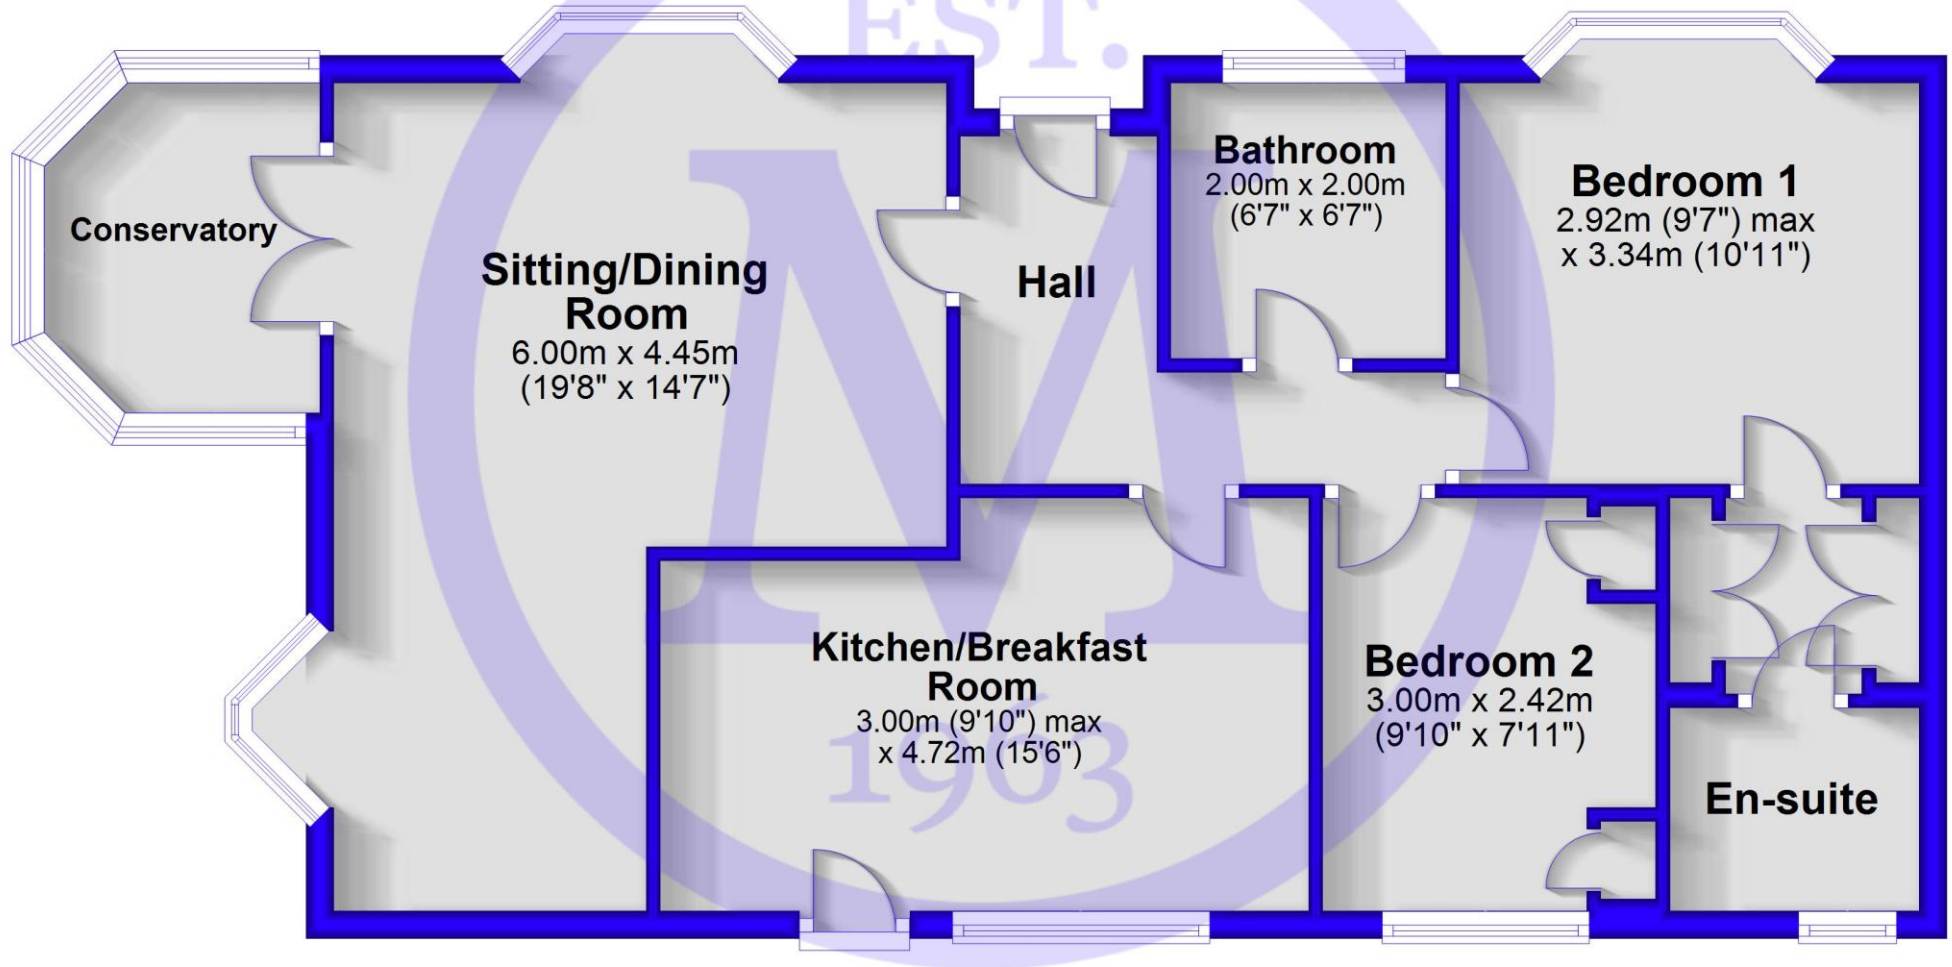 EST.
Conservatory
Sitting/Dining
Room
6.00m x 4.45m
(19'8" x 14'7")
Hall
Bathroom
2.00m x 2.00m
(6'7" x 6'7")
Bedroom 1
2.92m (9'7") max
x 3.34m (10'11")
M
Kitchen/Breakfast
Room
3.00m (9'10") max
x 4.72m (15'6")
1963
Bedroom 2
3.00m x 2.42m
(9'10" x 7'11")
En-suite